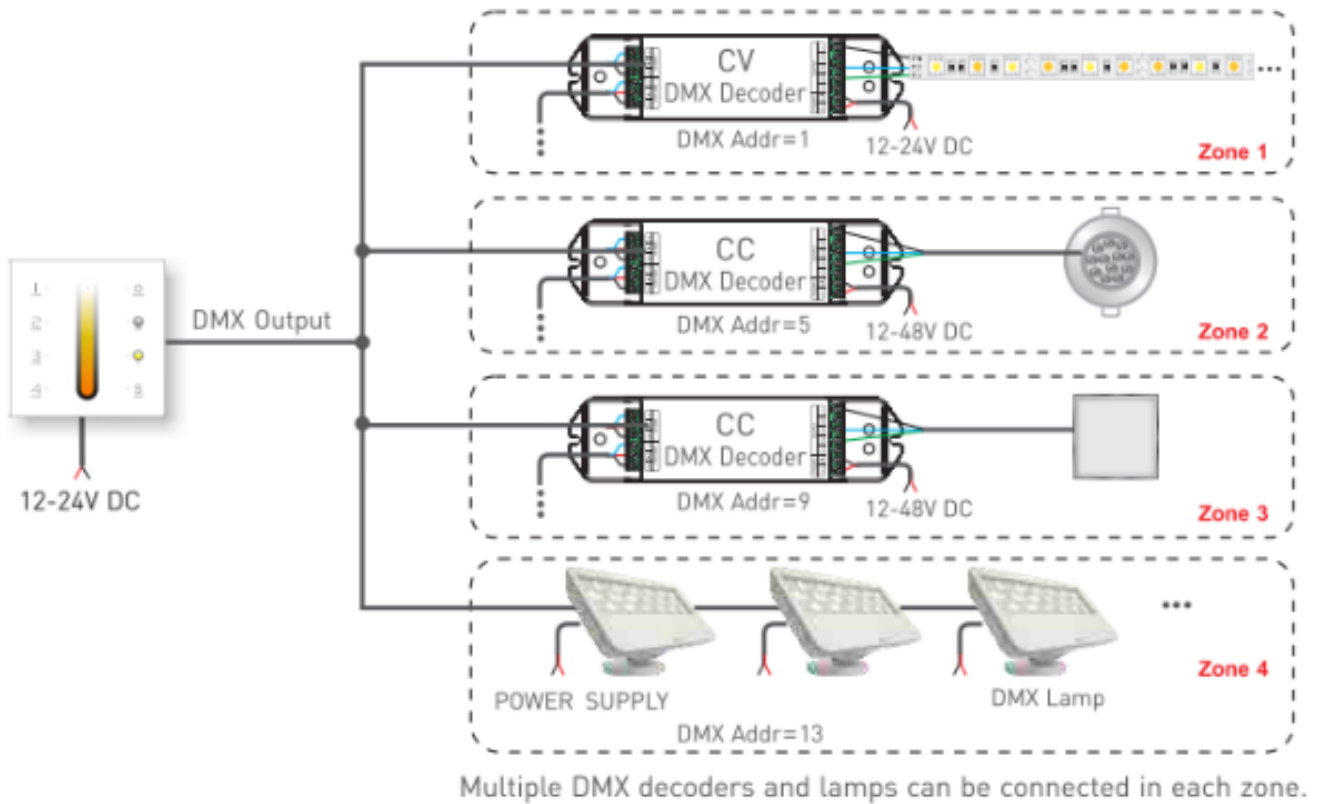 CV
DMX Decoder
DMX Addr=1
12-24V DC
Zone 1
CC
DMX Decoder
DMX Addr=5
12-48V DC
Zone 2
DMX Output
12-24V DC
CC
DMX Decoder
DMX Addr=9
12-48V DC
Zone 3
POWER SUPPLY
DMX Lamp
Zone 4
DMX Addr=13
Multiple DMX decoders and lamps can be connected in each zone.